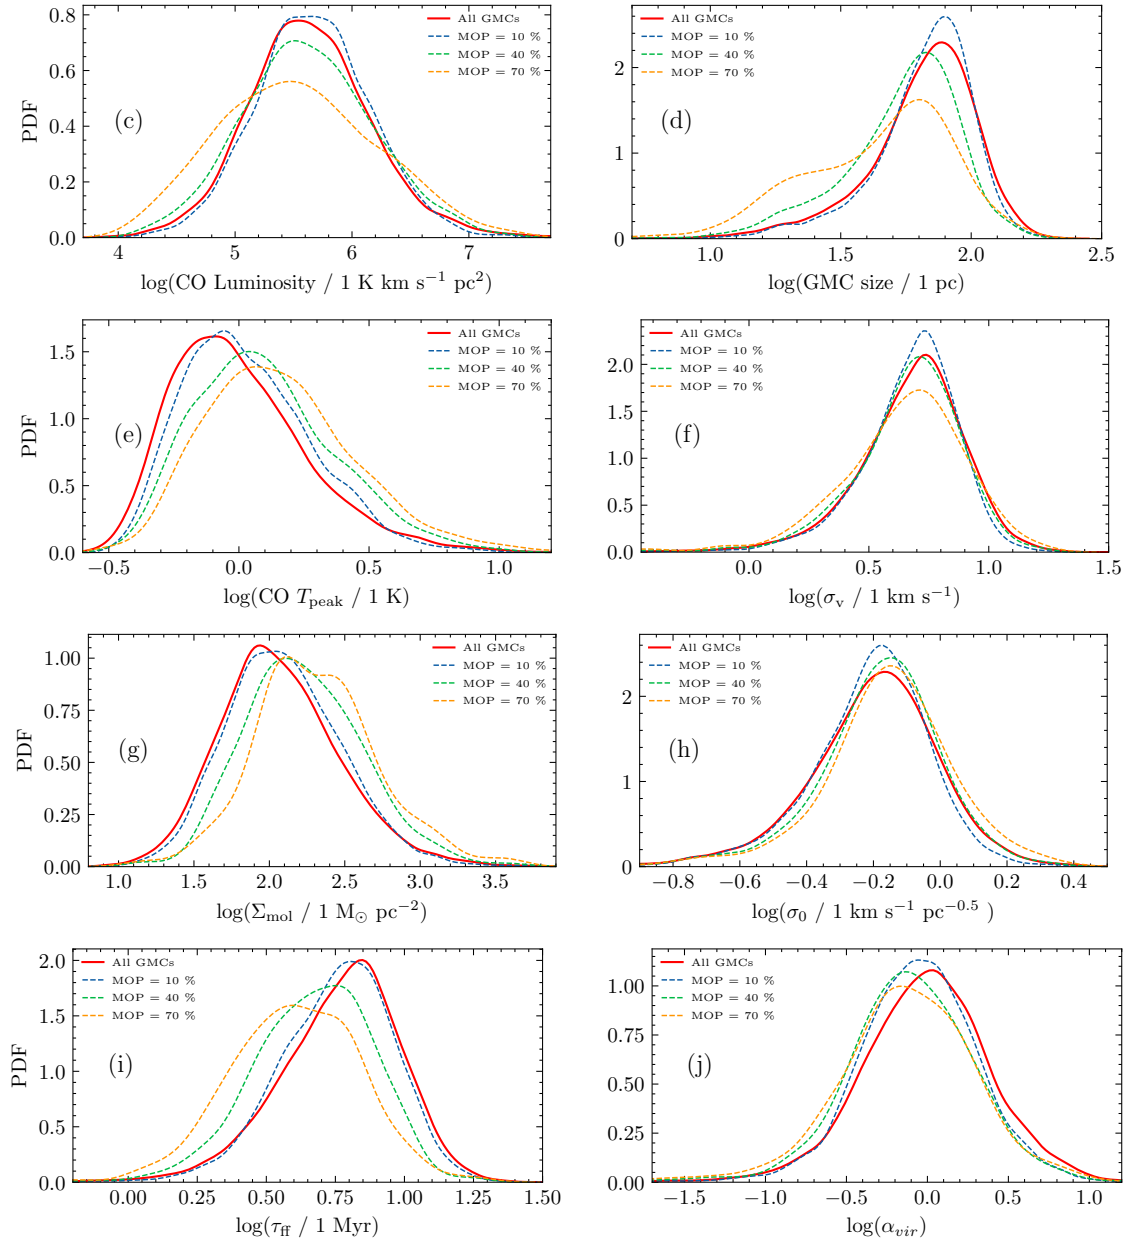 0.8
0.6
0.4
0.2
0.0
PDF
(c)
All GMCs
MOP = 10 %
MOP = 40 %
MOP = 70 %
4 5 6 7
log(CO Luminosity / 1 K km s⁻¹ pc²)
2
1
0
(d)
All GMCs
MOP = 10 %
MOP = 40 %
MOP = 70 %
1.0 1.5 2.0 2.5
log(GMC size / 1 pc)
1.5
1.0
0.5
0.0
PDF
(e)
All GMCs
MOP = 10 %
MOP = 40 %
MOP = 70 %
−0.5 0.0 0.5 1.0
log(CO T_peak / 1 K)
2.0
1.5
1.0
0.5
0.0
(f)
All GMCs
MOP = 10 %
MOP = 40 %
MOP = 70 %
0.0 0.5 1.0 1.5
log(σ_v / 1 km s⁻¹)
1.00
0.75
0.50
0.25
0.00
PDF
(g)
All GMCs
MOP = 10 %
MOP = 40 %
MOP = 70 %
1.0 1.5 2.0 2.5 3.0 3.5
log(Σ_mol / 1 M_⊙ pc⁻²)
2
1
0
(h)
All GMCs
MOP = 10 %
MOP = 40 %
MOP = 70 %
−0.8 −0.6 −0.4 −0.2 0.0 0.2 0.4
log(σ₀ / 1 km s⁻¹ pc⁻⁰·⁵ )
2.0
1.5
1.0
0.5
0.0
PDF
(i)
All GMCs
MOP = 10 %
MOP = 40 %
MOP = 70 %
0.00 0.25 0.50 0.75 1.00 1.25 1.50
log(τ_ff / 1 Myr)
1.00
0.75
0.50
0.25
0.00
(j)
All GMCs
MOP = 10 %
MOP = 40 %
MOP = 70 %
−1.5 −1.0 −0.5 0.0 0.5 1.0
log(α_vir)